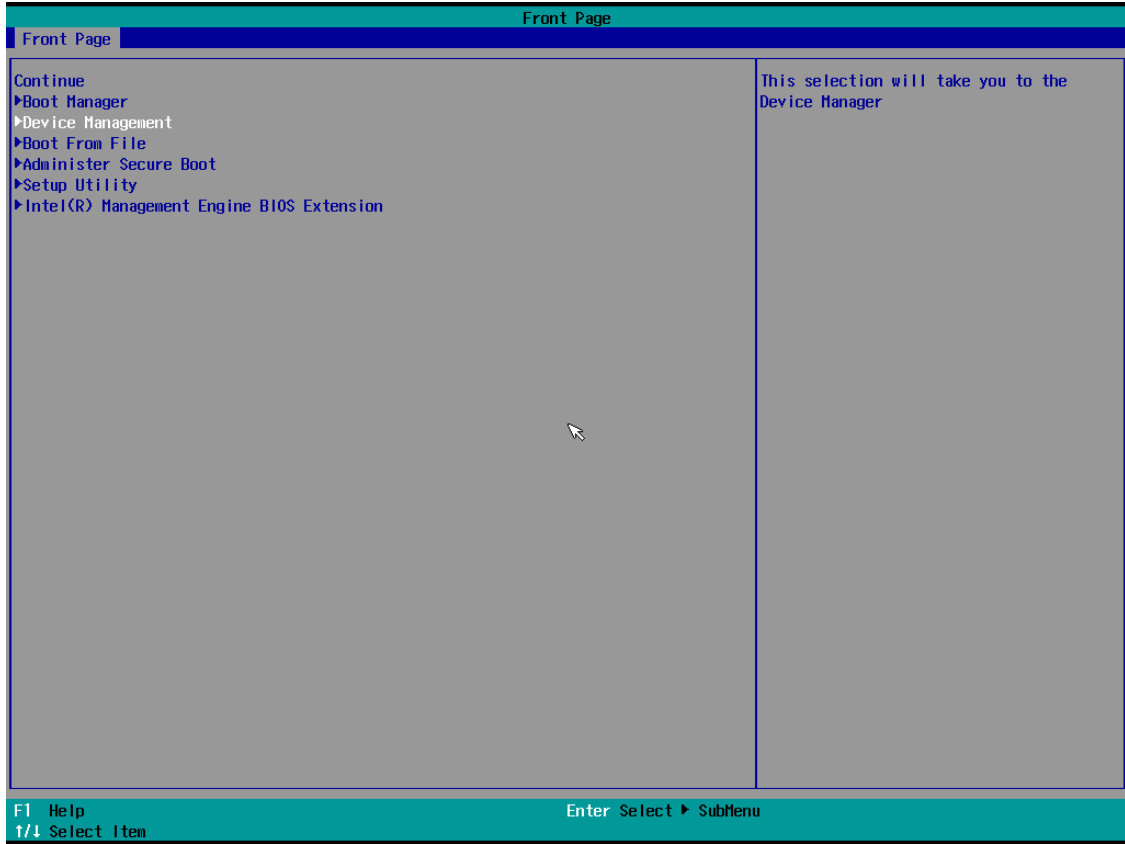 Front Page
Front Page
Continue
▶Boot Manager
▶Device Management
▶Boot From File
▶Administer Secure Boot
▶Setup Utility
▶Intel(R) Management Engine BIOS Extension
This selection will take you to the
Device Manager
F1 Help
↑/↓ Select Item
Enter Select ▶ SubMenu